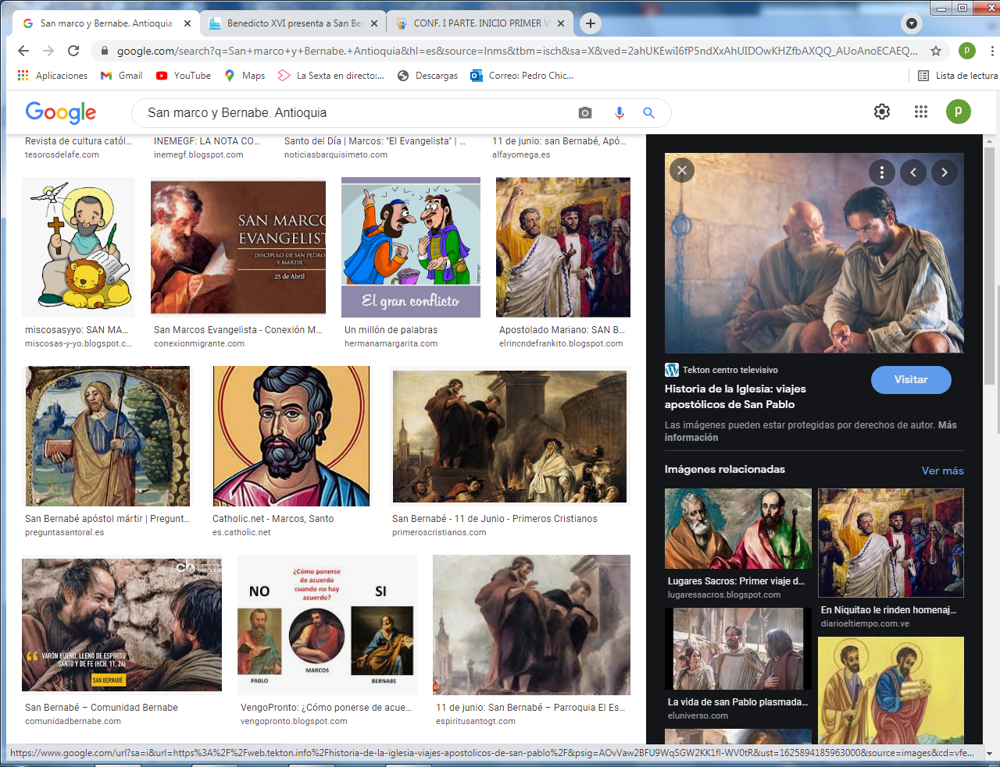 San marco y Bernabe. Antioquia
Benedicto XVI presenta a San Ber
CONF. I PARTE. INICIO PRIMER V
google.com/search?q=San+marco+y+Bernabe.+Antioquia&hl=es&source=lnms&tbm=isch&sa=X&ved=2ahUKEwiI6fP5ndXxAhUIDOwKHZfbAXQQ_AUoAnoECAEQ...
p
Aplicaciones
Gmail
YouTube
Maps
La Sexta en directo:...
Descargas
Correo: Pedro Chic...
Lista de lectura
Google
San marco y Bernabe. Antioquia
p
Revista de cultura catól...
tesorosdelafe.com
INEMEGF: LA NOTA CO...
inemegf.blogspot.com
Santo del Día | Marcos: "El Evangelista" | ...
noticiasbarquisimeto.com
11 de junio: san Bernabé, Apó...
alfayomega.es
SAN MARCO
EVANGELIST
DISCÍPULO DE SAN PEDRO
Y MÁRTIR
25 de Abril
El gran conflicto
miscosasyyo: SAN MA...
miscosas-y-yo.blogspot.c...
San Marcos Evangelista - Conexión M...
conexionmigrante.com
Un millón de palabras
hermanamargarita.com
Apostolado Mariano: SAN B...
elrincndefrankito.blogspot.com
San Bernabé apóstol mártir | Pregunt...
preguntasantoral.es
Catholic.net - Marcos, Santo
es.catholic.net
San Bernabé - 11 de Junio - Primeros Cristianos
primeroscristianos.com
VARÓN BUENO, LLENO DE ESPÍRITU
SANTO Y DE FE (HCH. 11, 24)
SAN BERNABÉ
¿Cómo ponerse
de acuerdo
cuando no hay
acuerdo?
NO
SI
PABLO
MARCOS
BERNABE
San Bernabé – Comunidad Bernabe
comunidadbernabe.com
VengoPronto: ¿Cómo ponerse de acue...
vengopronto.blogspot.com
11 de junio: San Bernabé – Parroquia El Es...
espiritusantogt.com
Tekton centro televisivo
Historia de la Iglesia: viajes
apostólicos de San Pablo
Visitar
Las imágenes pueden estar protegidas por derechos de autor. Más
información
Imágenes relacionadas
Ver más
Lugares Sacros: Primer viaje d...
lugaressacros.blogspot.com
En Niquitao le rinden homenaj...
diarioeltiempo.com.ve
La vida de san Pablo plasmada...
eluniverso.com
https://www.google.com/url?sa=i&url=https%3A%2F%2Fweb.tekton.info%2Fhistoria-de-la-iglesia-viajes-apostolicos-de-san-pablo%2F&psig=AOvVaw2BFU9WqSGW2KK1fI-WV0tR&ust=1625894185963000&source=images&cd=vfe...